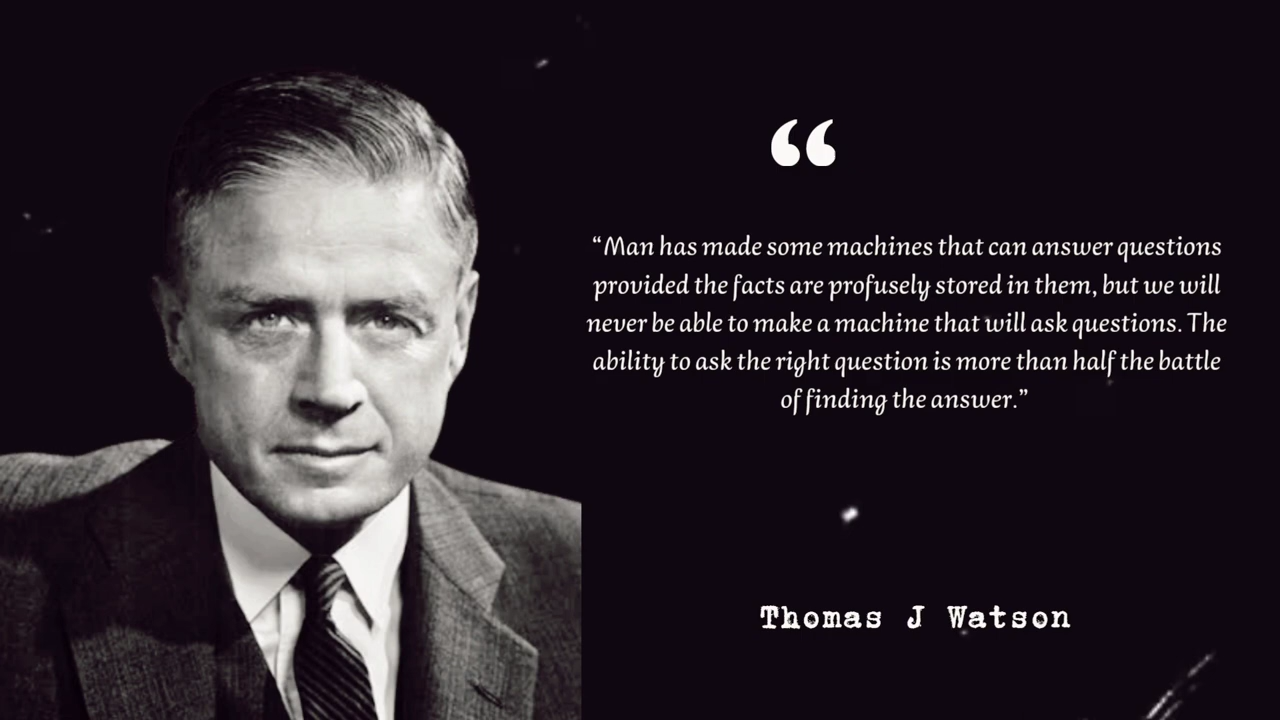 “
“Man has made some machines that can answer questions
provided the facts are profusely stored in them, but we will
never be able to make a machine that will ask questions. The
ability to ask the right question is more than half the battle
of finding the answer.”
Thomas J Watson